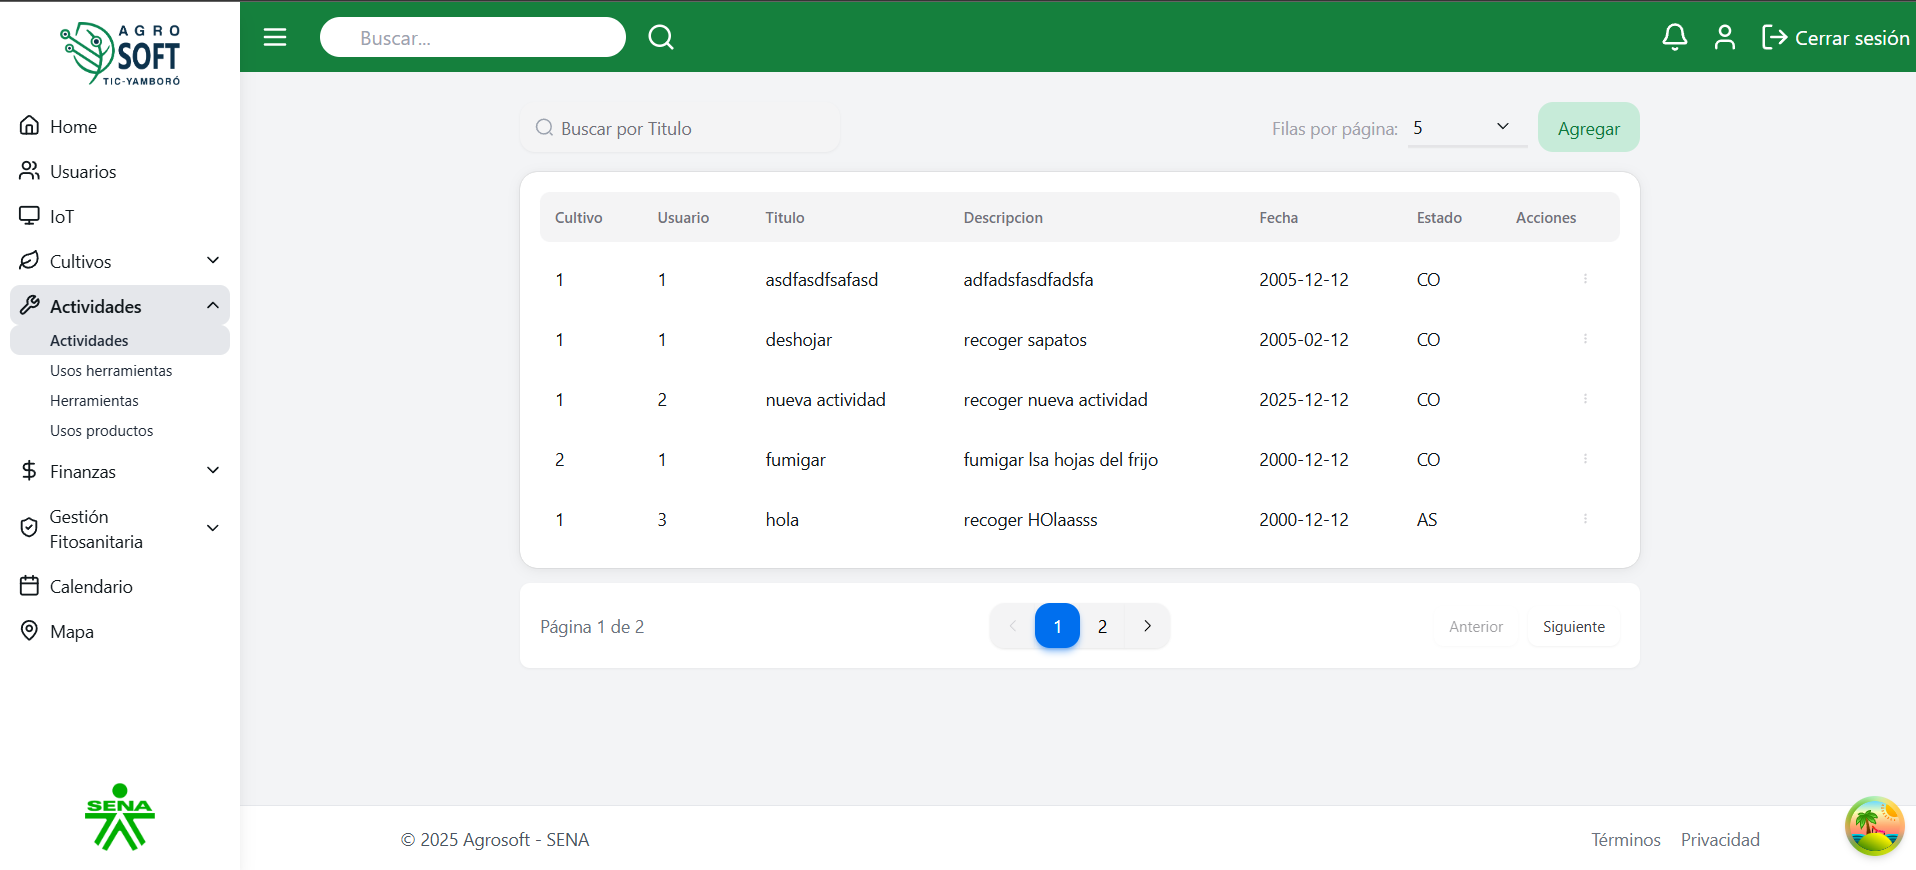 AGRO
SOFT
TIC-YAMBORÓ
Buscar...
Cerrar sesión
Home
Usuarios
IoT
Cultivos
Actividades
Actividades
Usos herramientas
Herramientas
Usos productos
Finanzas
Gestión
Fitosanitaria
Calendario
Mapa
SENA
Buscar por Titulo
Filas por página: 5
Agregar
Cultivo Usuario Titulo Descripcion Fecha Estado Acciones
1 1 asdfasdfsafasd adfadsfasdfadsfa 2005-12-12 CO
1 1 deshojar recoger sapatos 2005-02-12 CO
1 2 nueva actividad recoger nueva actividad 2025-12-12 CO
2 1 fumigar fumigar lsa hojas del frijo 2000-12-12 CO
1 3 hola recoger HOlaasss 2000-12-12 AS
Página 1 de 2
1 2
Anterior Siguiente
© 2025 Agrosoft - SENA
Términos Privacidad